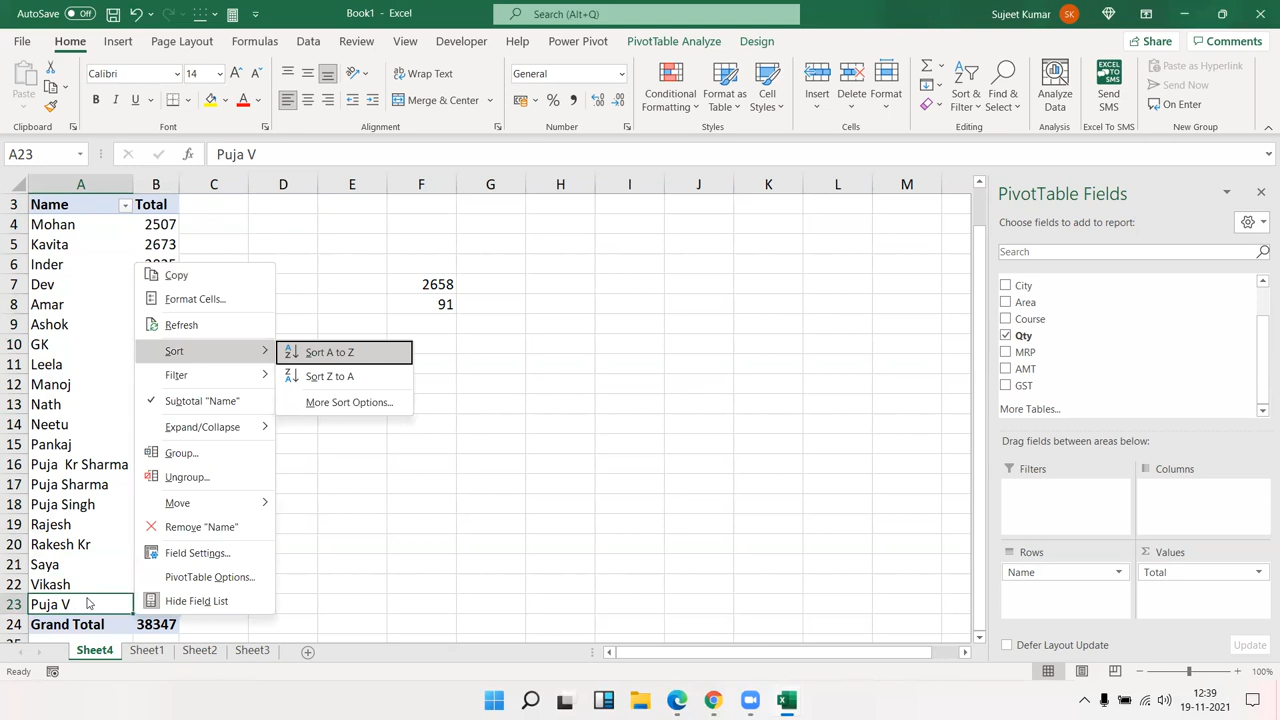 AutoSave Off Book1 - Excel Search (Alt+Q) Sujeet Kumar SK
File Home Insert Page Layout Formulas Data Review View Developer Help Power Pivot PivotTable Analyze Design Share Comments
Paste Calibri 14 Wrap Text General Conditional Formatting Format as Table Cell Styles Insert Delete Format Sort & Filter Find & Select Analyze Data Send SMS Paste as Hyperlink
B I U A Merge & Center % Send Now
On Enter
Clipboard Font Alignment Number Styles Cells Editing Analysis Excel To SMS New Group
A23 fx Puja V
A B C D E F G H I J K L M
3 Name Total
4 Mohan 2507
5 Kavita 2673
6 Inder
7 Dev 2658
8 Amar 91
9 Ashok
10 GK
11 Leela
12 Manoj
13 Nath
14 Neetu
15 Pankaj
16 Puja Kr Sharma
17 Puja Sharma
18 Puja Singh
19 Rajesh
20 Rakesh Kr
21 Saya
22 Vikash
23 Puja V
24 Grand Total 38347
Copy
Format Cells...
Refresh
Sort
Filter
Subtotal "Name"
Expand/Collapse
Group...
Ungroup...
Move
Remove "Name"
Field Settings...
PivotTable Options...
Hide Field List
Sort A to Z
Sort Z to A
More Sort Options...
PivotTable Fields
Choose fields to add to report:
Search
City
Area
Course
Qty
MRP
AMT
GST
More Tables...
Drag fields between areas below:
Filters Columns
Rows Σ Values
Name Total
Defer Layout Update Update
Sheet4 Sheet1 Sheet2 Sheet3
Ready 100%
12:39
19-11-2021